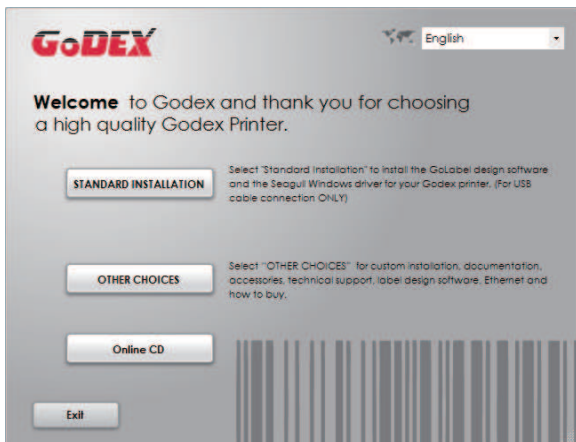 GoDEX
English
Welcome to Godex and thank you for choosing
a high quality Godex Printer.
STANDARD INSTALLATION
Select "Standard Installation" to install the GoLabel design software
and the Seagull Windows driver for your Godex printer. (For USB
cable connection ONLY)
OTHER CHOICES
Select "OTHER CHOICES" for custom installation, documentation,
accessories, technical support, label design software, Ethernet and
how to buy.
Online CD
Exit